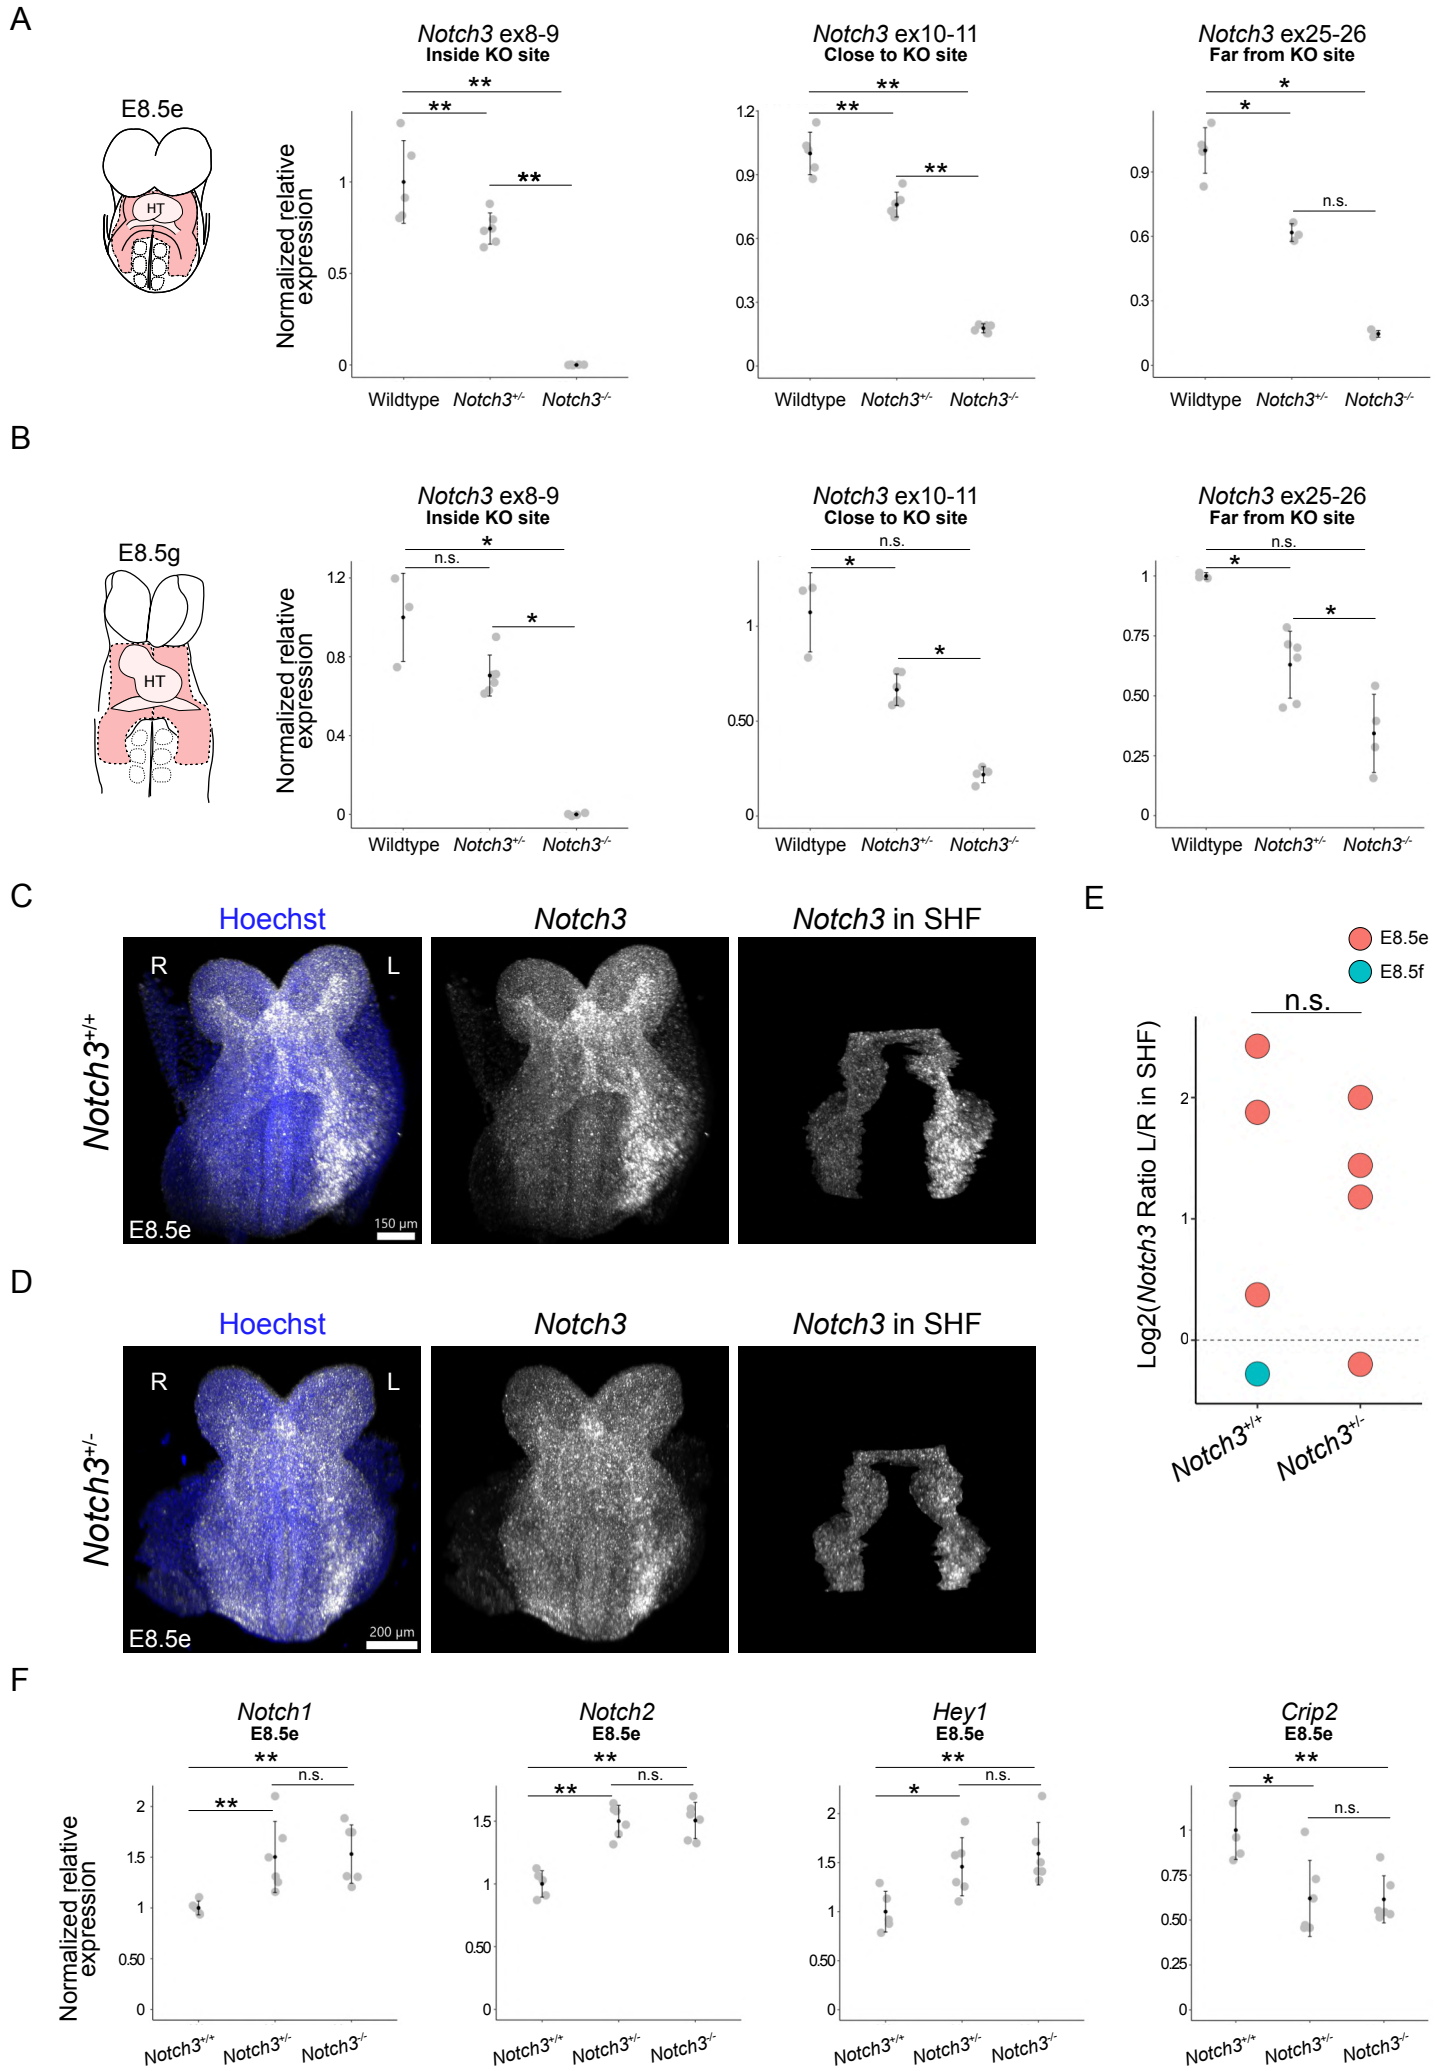 A
Notch3 ex8-9
Inside KO site
Notch3 ex10-11
Close to KO site
Notch3 ex25-26
Far from KO site
E8.5e
HT
Normalized relative
expression
**
**
**
1
0.5
0
Wildtype Notch3+/- Notch3-/-
**
**
**
1.2
0.9
0.6
0.3
0
Wildtype Notch3+/- Notch3-/-
*
*
n.s.
0.9
0.6
0.3
0
Wildtype Notch3+/- Notch3-/-
B
Notch3 ex8-9
Inside KO site
Notch3 ex10-11
Close to KO site
Notch3 ex25-26
Far from KO site
E8.5g
HT
Normalized relative
expression
*
n.s.
*
1.2
0.8
0.4
0
Wildtype Notch3+/- Notch3-/-
n.s.
*
*
1
0.50
0
Wildtype Notch3+/- Notch3-/-
n.s.
*
*
1
0.75
0.50
0.25
0
Wildtype Notch3+/- Notch3-/-
C
Hoechst
Notch3
Notch3 in SHF
Notch3+/+
R L
E8.5e
150 µm
D
Hoechst
Notch3
Notch3 in SHF
Notch3+/-
R L
E8.5e
200 µm
E
E8.5e
E8.5f
n.s.
Log2(Notch3 Ratio L/R in SHF)
2
1
0
Notch3+/+ Notch3+/-
F
Notch1
E8.5e
**
n.s.
**
Normalized relative
expression
2
1.5
1
0.50
0
Notch3+/+ Notch3+/- Notch3-/-
Notch2
E8.5e
**
n.s.
**
1.5
1
0.50
0
Notch3+/+ Notch3+/- Notch3-/-
Hey1
E8.5e
**
n.s.
*
2
1.5
1
0.50
0
Notch3+/+ Notch3+/- Notch3-/-
Crip2
E8.5e
**
*
n.s.
1
0.75
0.50
0.25
0
Notch3+/+ Notch3+/- Notch3-/-